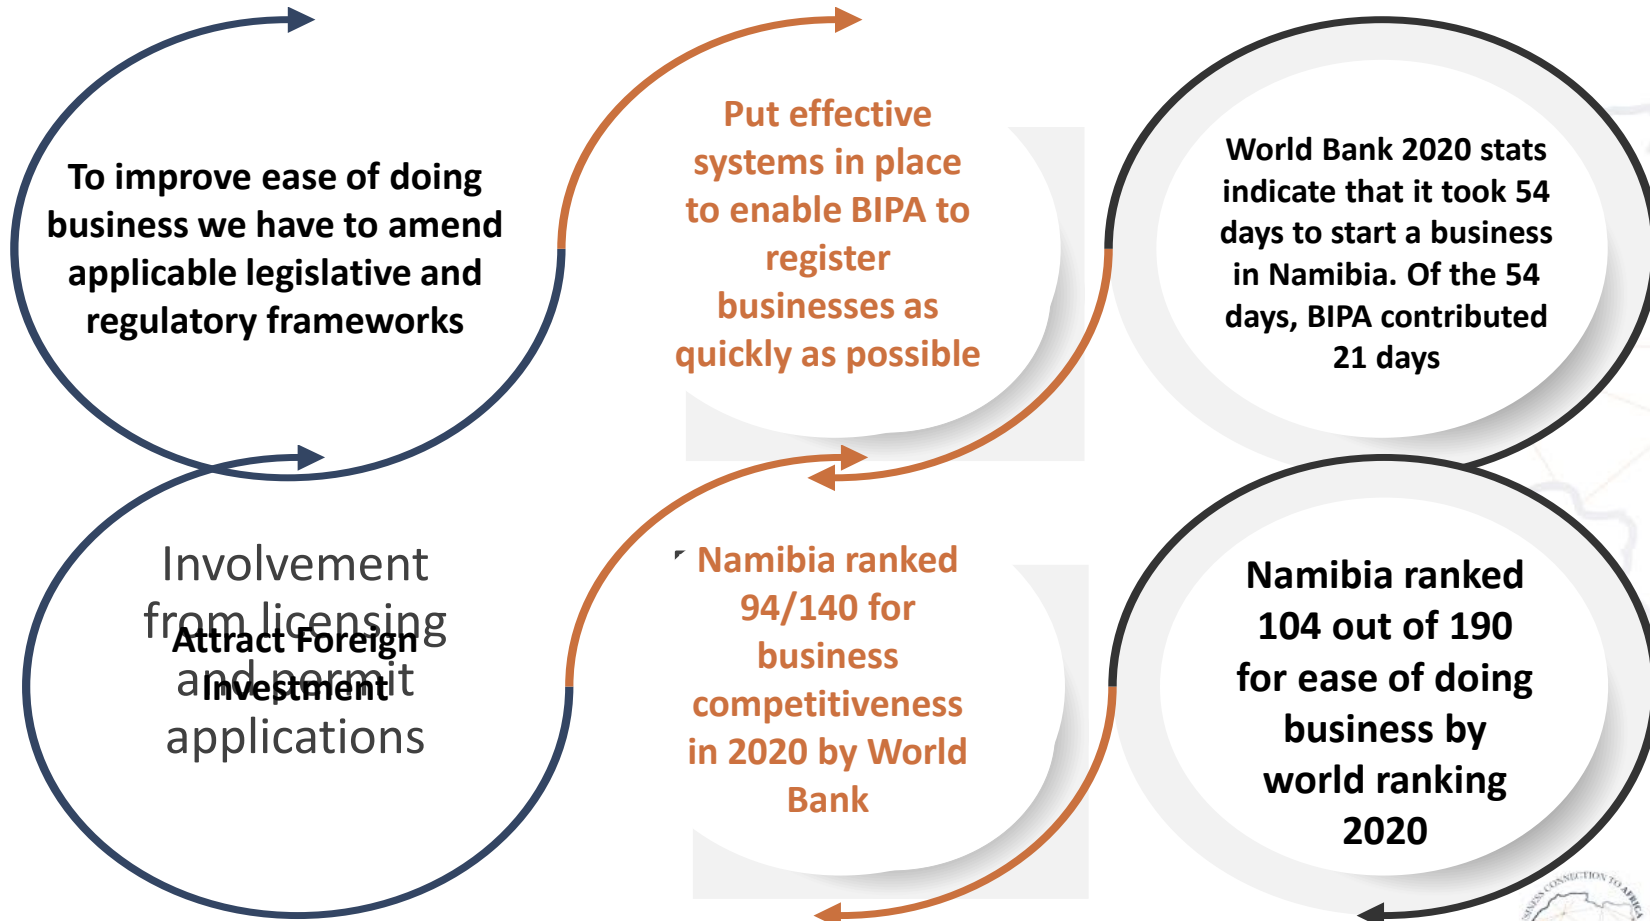 To improve ease of doing
business we have to amend
applicable legislative and
regulatory frameworks
Put effective
systems in place
to enable BIPA to
register
businesses as
quickly as possible
World Bank 2020 stats
indicate that it took 54
days to start a business
in Namibia. Of the 54
days, BIPA contributed
21 days
Involvement
from licensing
and permit
applications
Attract Foreign
Investment
Namibia ranked
94/140 for
business
competitiveness
in 2020 by World
Bank
Namibia ranked
104 out of 190
for ease of doing
business by
world ranking
2020
CONNECTION TO